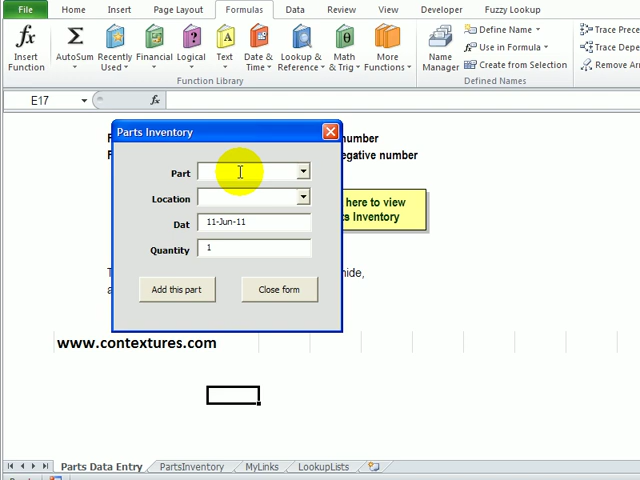 File Home Insert Page Layout Formulas Data Review View Developer Fuzzy Lookup
fx Σ A θ
Insert Function
AutoSum
Recently Used
Financial
Logical
Text
Date & Time
Lookup & Reference
Math & Trig
More Functions
Function Library
Name Manager
Define Name
Use in Formula
Create from Selection
Defined Names
Trace Prece
Trace Depe
Remove Arr
E17 fx
F number
F egative number
here to view
ts Inventory
T hide,
a
Parts Inventory
Part
Location
Dat 11-Jun-11
Quantity 1
Add this part Close form
www.contextures.com
Parts Data Entry PartsInventory MyLinks LookupLists